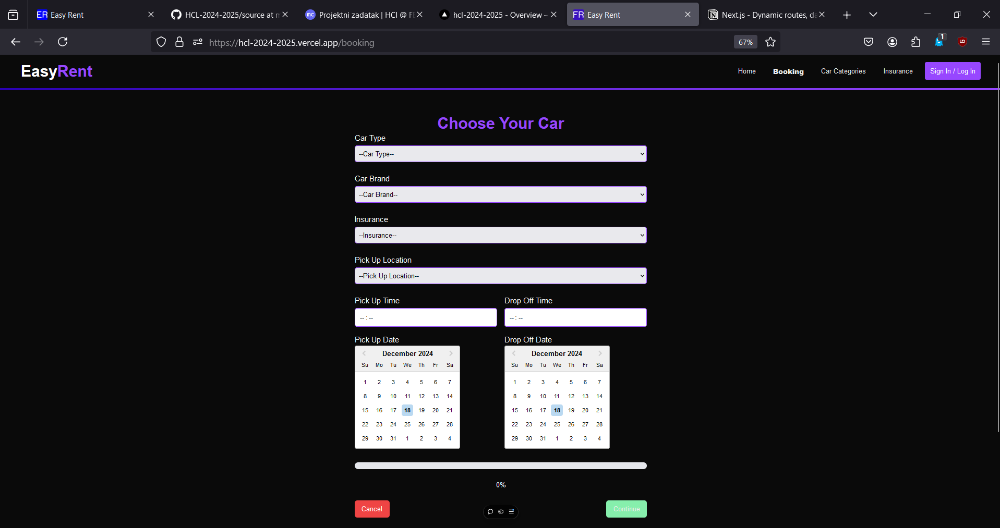 ER Easy Rent
HCL-2024-2025/source at m
mc Projektni zadatak | HCI @ FE
hcl-2024-2025 - Overview –
ER Easy Rent
Next.js - Dynamic routes, da
https://hcl-2024-2025.vercel.app/booking
67%
1
EasyRent
Home
Booking
Car Categories
Insurance
Sign In / Log In
Choose Your Car
Car Type
--Car Type--
Car Brand
--Car Brand--
Insurance
--Insurance--
Pick Up Location
--Pick Up Location--
Pick Up Time
Drop Off Time
-- : --
-- : --
Pick Up Date
Drop Off Date
December 2024
Su Mo Tu We Th Fr Sa
1 2 3 4 5 6 7
8 9 10 11 12 13 14
15 16 17 18 19 20 21
22 23 24 25 26 27 28
29 30 31 1 2 3 4
December 2024
Su Mo Tu We Th Fr Sa
1 2 3 4 5 6 7
8 9 10 11 12 13 14
15 16 17 18 19 20 21
22 23 24 25 26 27 28
29 30 31 1 2 3 4
0%
Cancel
Continue